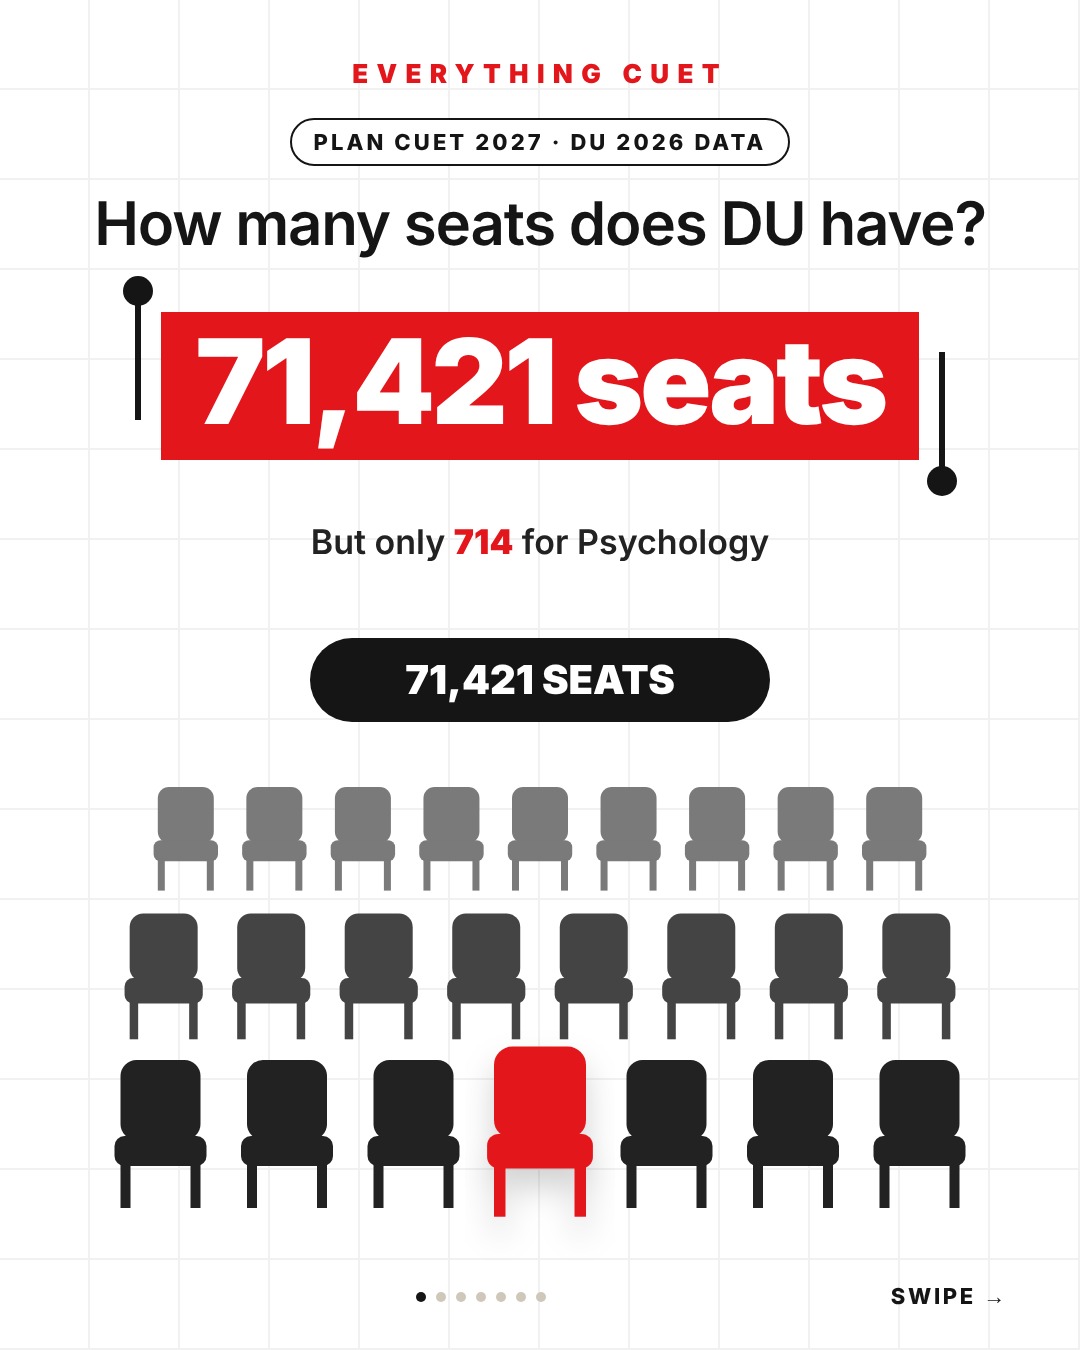 EVERYTHING CUET
PLAN CUET 2027 · DU 2026 DATA
How many seats does DU have?
71,421 seats
But only 714 for Psychology
71,421 SEATS
SWIPE →